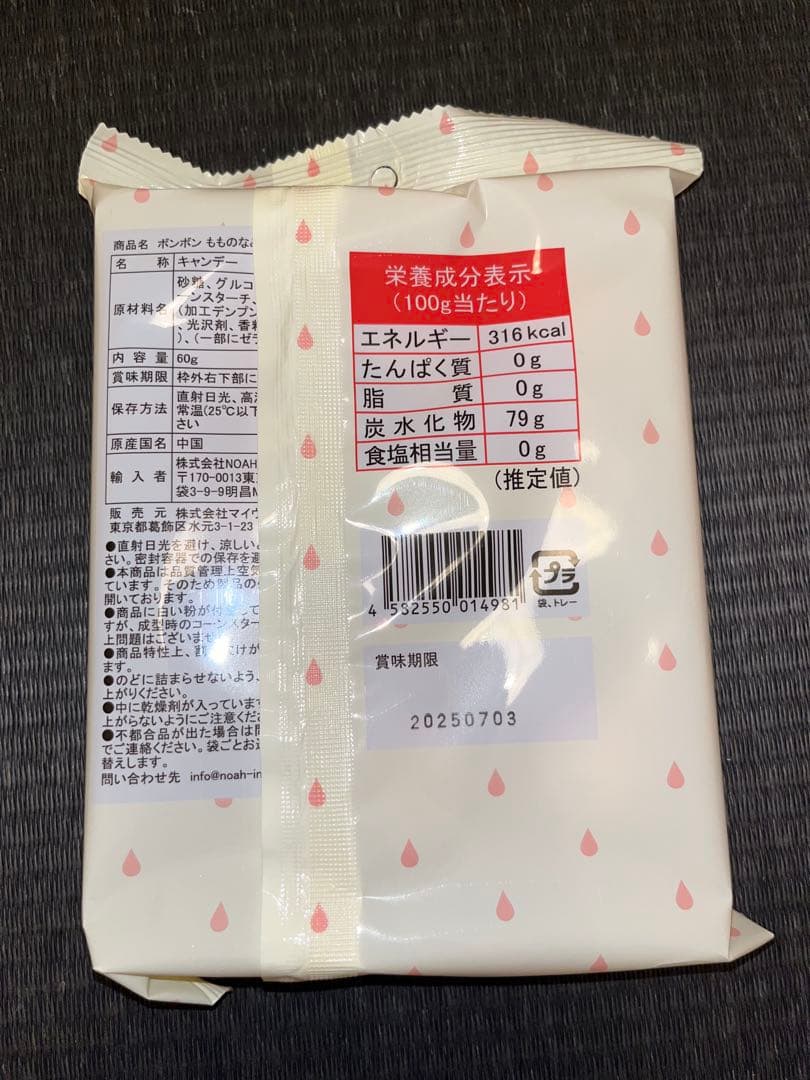 商品名 ボンボン もものなみ
名 称 キャンデー
原材料名
砂糖、グルコ
ーンスターチ、
(加工デンプン
、光沢剤、香料
)、(一部にゼラ
内 容 量 60g
賞味期限 枠外右下部に
保存方法
直射日光、高
常温(25℃以下
さい
原産国名 中国
輸 入 者
株式会社NOAH
〒170-0013東
袋3-9-9明昌M
販 売 元 株式会社マイ
東京都葛飾区水元3-1-23
●直射日光を避け、涼しい
さい。密封容器での保存を避
●本商品は品質管理上空気
ています。そのため製品の
開いております。
●商品に白い粉が付着して
すが、成型時のコーンスター
上問題はございませ
●商品特性上、割れ欠けが
ます。
●のどに詰まらせないよう、
上がりください。
●中に乾燥剤が入っています
上がらないようにご注意くだ
●不都合品が出た場合は
でご連絡ください。袋ごとお送
替えします。
問い合わせ先 info@noah-in
栄養成分表示
(100g当たり)
エネルギー 316kcal
たんぱく質 0g
脂 質 0g
炭水化物 79g
食塩相当量 0g
(推定値)
4 582550 014981
プラ
袋、トレー
賞味期限
20250703